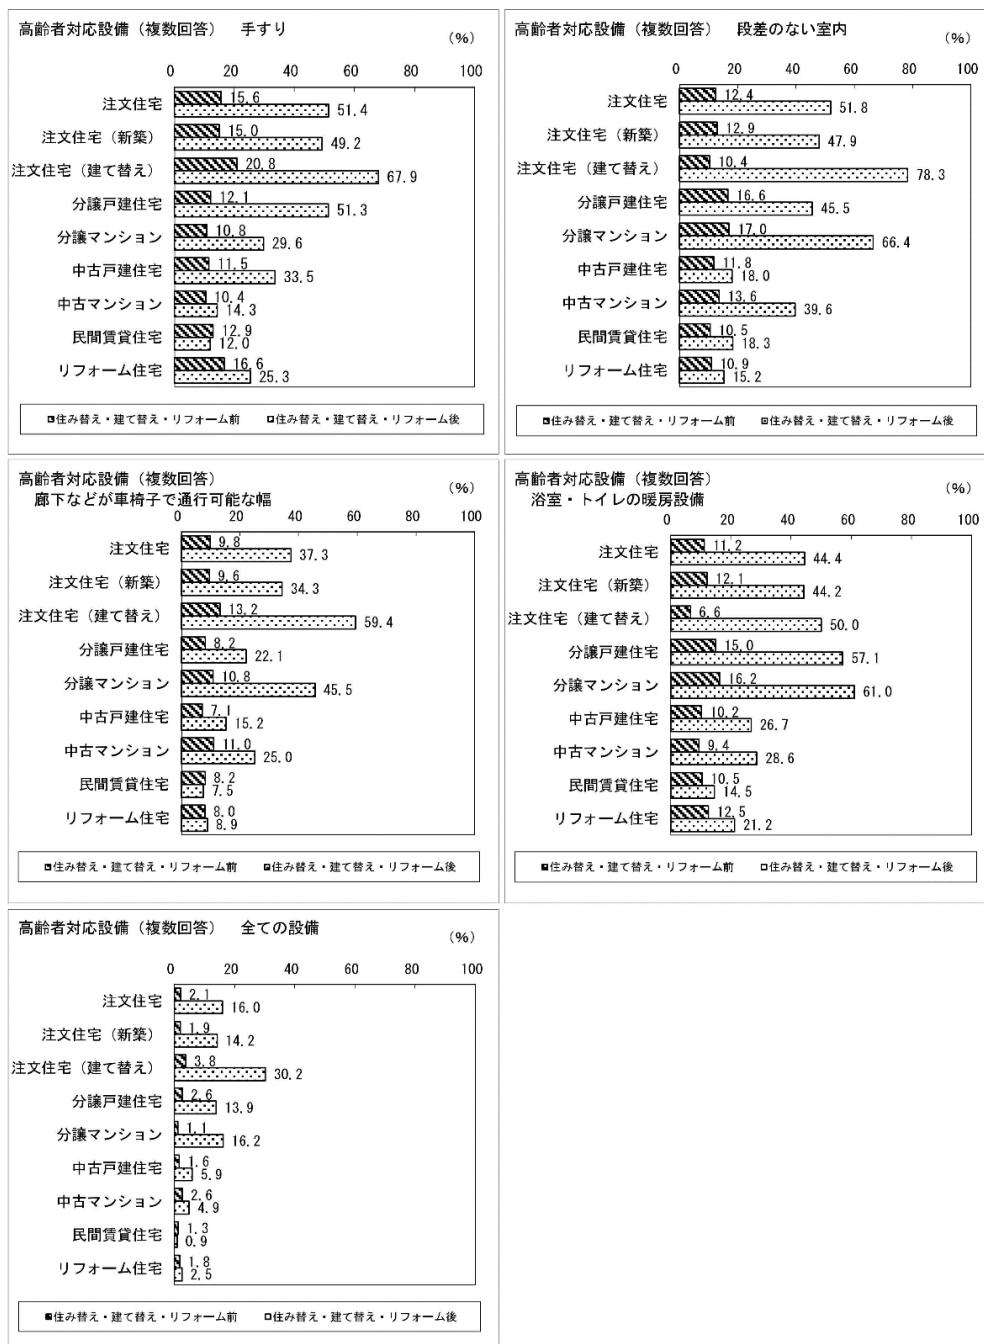 高齢者対応設備（複数回答）　手すり
（%）
0 20 40 60 80 100
注文住宅 15.6 51.4
注文住宅（新築） 15.0 49.2
注文住宅（建て替え） 20.8 67.9
分譲戸建住宅 12.1 51.3
分譲マンション 10.8 29.6
中古戸建住宅 11.5 33.5
中古マンション 10.4 14.3
民間賃貸住宅 12.9 12.0
リフォーム住宅 16.6 25.3
住み替え・建て替え・リフォーム前 住み替え・建て替え・リフォーム後
高齢者対応設備（複数回答）　段差のない室内
（%）
0 20 40 60 80 100
注文住宅 12.4 51.8
注文住宅（新築） 12.9 47.9
注文住宅（建て替え） 10.4 78.3
分譲戸建住宅 16.6 45.5
分譲マンション 17.0 66.4
中古戸建住宅 11.8 18.0
中古マンション 13.6 39.6
民間賃貸住宅 10.5 18.3
リフォーム住宅 10.9 15.2
住み替え・建て替え・リフォーム前 住み替え・建て替え・リフォーム後
高齢者対応設備（複数回答）
廊下などが車椅子で通行可能な幅
（%）
0 20 40 60 80 100
注文住宅 9.8 37.3
注文住宅（新築） 9.6 34.3
注文住宅（建て替え） 13.2 59.4
分譲戸建住宅 8.2 22.1
分譲マンション 10.8 45.5
中古戸建住宅 7.1 15.2
中古マンション 11.0 25.0
民間賃貸住宅 8.2 7.5
リフォーム住宅 8.0 8.9
住み替え・建て替え・リフォーム前 住み替え・建て替え・リフォーム後
高齢者対応設備（複数回答）
浴室・トイレの暖房設備
（%）
0 20 40 60 80 100
注文住宅 11.2 44.4
注文住宅（新築） 12.1 44.2
注文住宅（建て替え） 6.6 50.0
分譲戸建住宅 15.0 57.1
分譲マンション 16.2 61.0
中古戸建住宅 10.2 26.7
中古マンション 9.4 28.6
民間賃貸住宅 10.5 14.5
リフォーム住宅 12.5 21.2
住み替え・建て替え・リフォーム前 住み替え・建て替え・リフォーム後
高齢者対応設備（複数回答）　全ての設備
（%）
0 20 40 60 80 100
注文住宅 2.1 16.0
注文住宅（新築） 1.9 14.2
注文住宅（建て替え） 3.8 30.2
分譲戸建住宅 2.6 13.9
分譲マンション 1.1 16.2
中古戸建住宅 1.6 5.9
中古マンション 2.6 4.9
民間賃貸住宅 1.3 0.9
リフォーム住宅 1.8 2.5
住み替え・建て替え・リフォーム前 住み替え・建て替え・リフォーム後